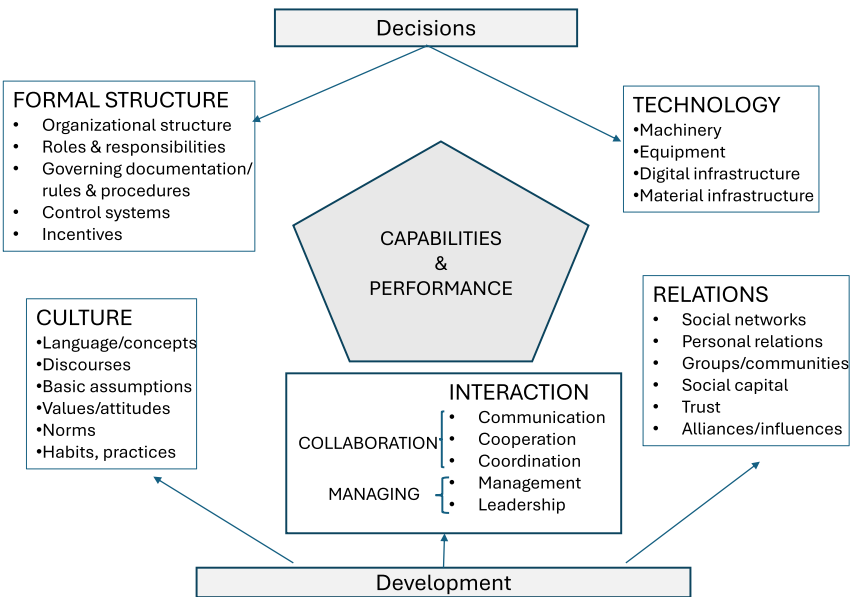 Decisions
FORMAL STRUCTURE
• Organizational structure
• Roles & responsibilities
• Governing documentation/
rules & procedures
• Control systems
• Incentives
TECHNOLOGY
•Machinery
•Equipment
•Digital infrastructure
•Material infrastructure
CAPABILITIES
&
PERFORMANCE
CULTURE
•Language/concepts
•Discourses
•Basic assumptions
•Values/attitudes
•Norms
•Habits, practices
RELATIONS
• Social networks
• Personal relations
• Groups/communities
• Social capital
• Trust
• Alliances/influences
INTERACTION
• Communication
• Cooperation
• Coordination
• Management
• Leadership
COLLABORATION
MANAGING
Development